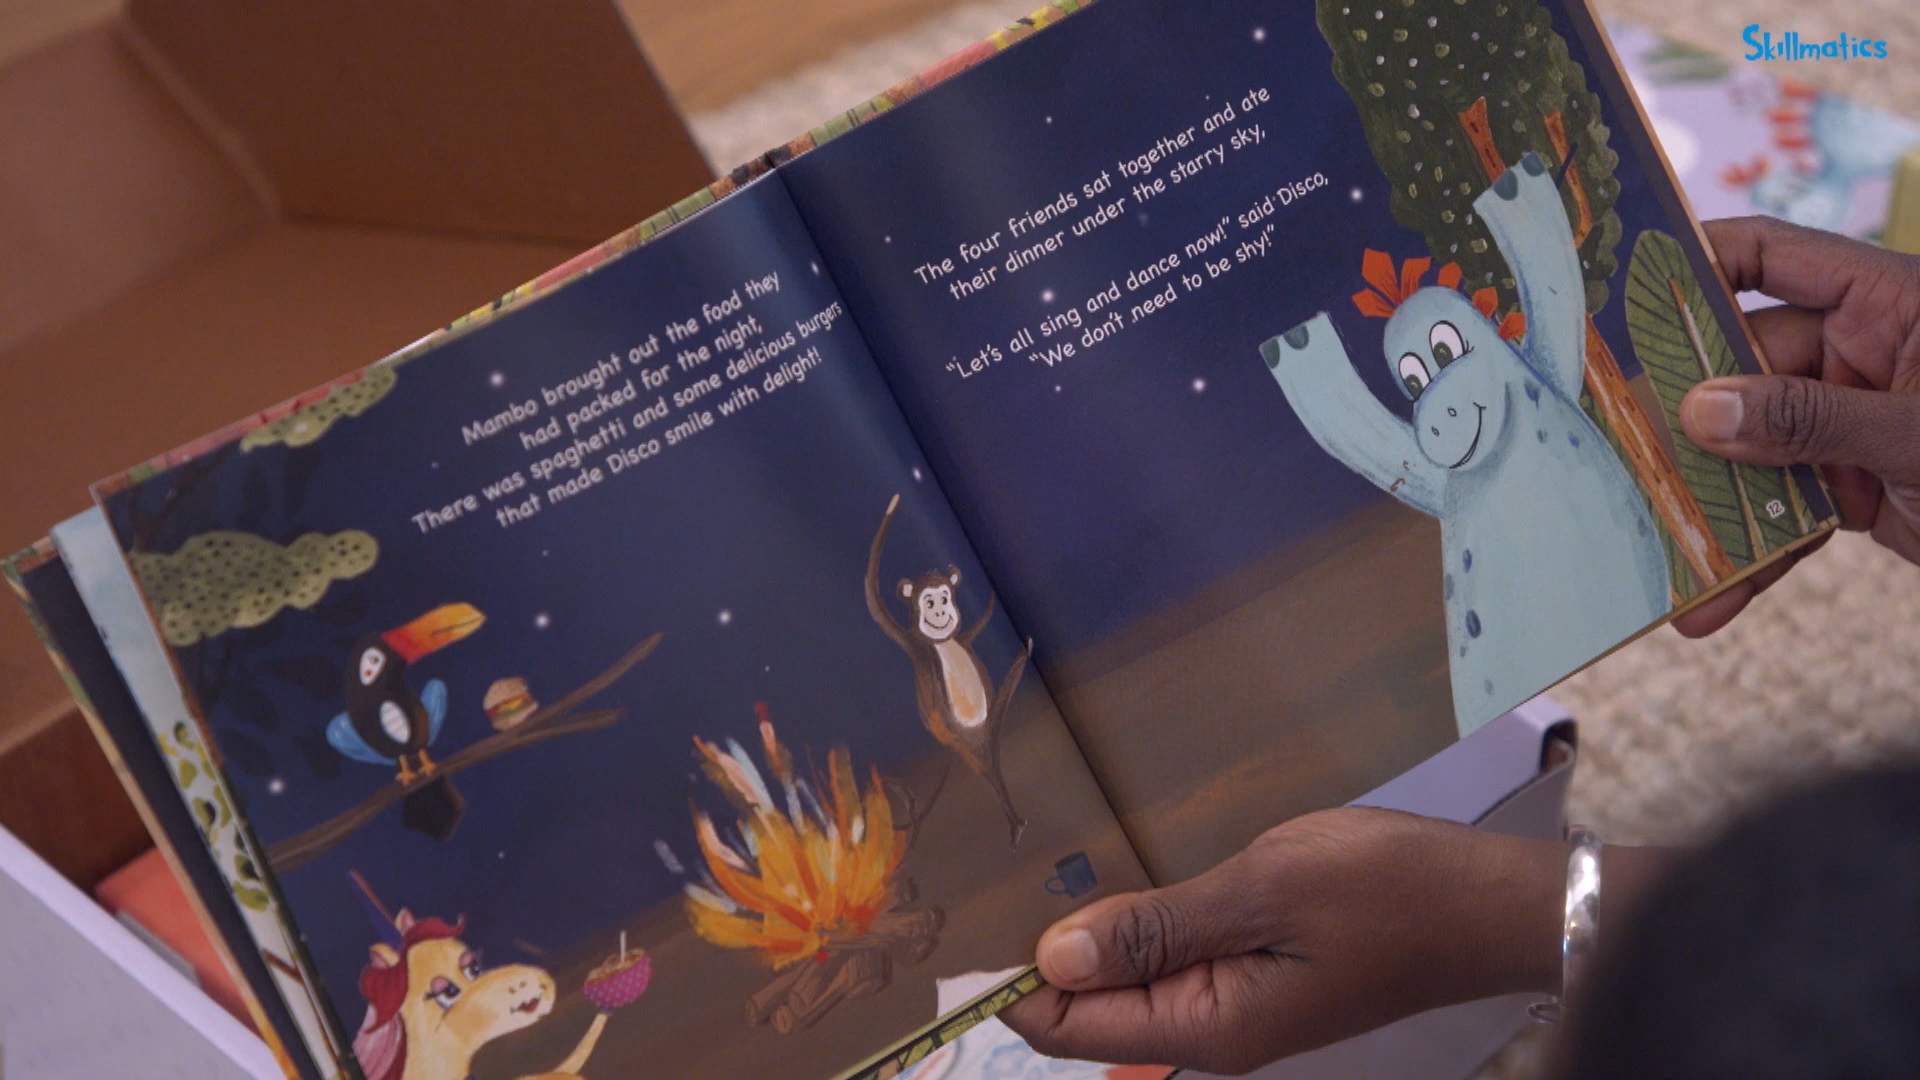 Skillmatics
Mambo brought out the food they
had packed for the night,
There was spaghetti and some delicious burgers
that made Disco smile with delight!
The four friends sat together and ate
their dinner under the starry sky,
"Let's all sing and dance now!" said Disco,
"We don't need to be shy!"
12